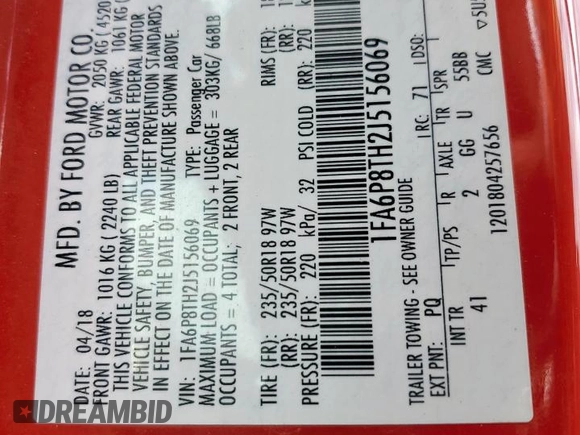 MFD. BY FORD MOTOR CO.
DATE: 04/18 GVWR: 2050 KG ( 4520
FRONT GAWR: 1016 KG ( 2240 LB) REAR GAWR: 1061 KG (
THIS VEHICLE CONFORMS TO ALL APPLICABLE FEDERAL MOTOR
VEHICLE SAFETY, BUMPER, AND THEFT PREVENTION STANDARDS
IN EFFECT ON THE DATE OF MANUFACTURE SHOWN ABOVE.
VIN: 1FA6P8TH2J5156069 TYPE: Passenger Car
MAXIMUM LOAD = OCCUPANTS + LUGGAGE = 303KG/ 668LB
OCCUPANTS = 4 TOTAL; 2 FRONT, 2 REAR
TIRE (FR): 235/50R18 97W RIMS (FR):
(RR): 235/50R18 97W (RR):
PRESSURE (FR): 220 kPa/ 32 PSI COLD (RR): 220
1FA6P8TH2J5156069
TRAILER TOWING - SEE OWNER GUIDE
EXT PNT: PQ RC: 71 DSO:
INT TR TP/PS R AXLE TR SPR
41 2 GG U 55BB
1201804257656 CMC ▽5U
DREAMBID